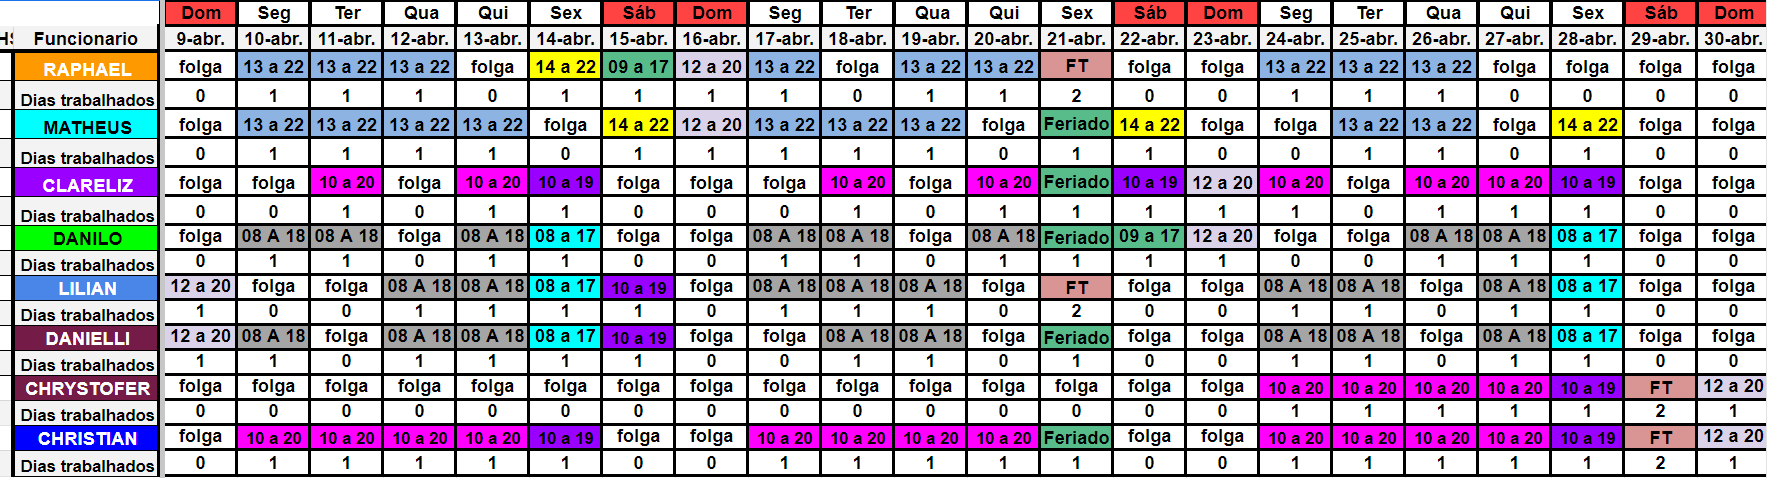 Dom Seg Ter Qua Qui Sex Sáb Dom Seg Ter Qua Qui Sex Sáb Dom Seg Ter Qua Qui Sex Sáb Dom
Funcionario 9-abr. 10-abr. 11-abr. 12-abr. 13-abr. 14-abr. 15-abr. 16-abr. 17-abr. 18-abr. 19-abr. 20-abr. 21-abr. 22-abr. 23-abr. 24-abr. 25-abr. 26-abr. 27-abr. 28-abr. 29-abr. 30-abr.
RAPHAEL folga 13 a 22 13 a 22 13 a 22 folga 14 a 22 09 a 17 12 a 20 13 a 22 folga 13 a 22 13 a 22 FT folga folga 13 a 22 13 a 22 13 a 22 folga folga folga folga
Dias trabalhados 0 1 1 1 0 1 1 1 1 0 1 1 2 0 0 1 1 1 0 0 0 0
MATHEUS folga 13 a 22 13 a 22 13 a 22 13 a 22 folga 14 a 22 12 a 20 13 a 22 13 a 22 13 a 22 folga Feriado 14 a 22 folga folga 13 a 22 13 a 22 folga 14 a 22 folga folga
Dias trabalhados 0 1 1 1 1 0 1 1 1 1 1 0 1 1 0 0 1 1 0 1 0 0
CLARELIZ folga folga 10 a 20 folga 10 a 20 10 a 19 folga folga folga 10 a 20 folga 10 a 20 Feriado 10 a 19 12 a 20 10 a 20 folga 10 a 20 10 a 20 10 a 19 folga folga
Dias trabalhados 0 0 1 0 1 1 0 0 0 1 0 1 1 1 1 1 0 1 1 1 0 0
DANILO folga 08 A 18 08 A 18 folga 08 A 18 08 a 17 folga folga 08 A 18 08 A 18 folga 08 A 18 Feriado 09 a 17 12 a 20 folga folga 08 A 18 08 A 18 08 a 17 folga folga
Dias trabalhados 0 1 1 0 1 1 0 0 1 1 0 1 1 1 1 0 0 1 1 1 0 0
LILIAN 12 a 20 folga folga 08 A 18 08 A 18 08 a 17 10 a 19 folga 08 A 18 08 A 18 08 A 18 folga FT folga folga 08 A 18 08 A 18 folga 08 A 18 08 a 17 folga folga
Dias trabalhados 1 0 0 1 1 1 1 0 1 1 1 0 2 0 0 1 1 0 1 1 0 0
DANIELLI 12 a 20 08 A 18 folga 08 A 18 08 A 18 08 a 17 10 a 19 folga folga 08 A 18 08 A 18 folga Feriado folga folga 08 A 18 08 A 18 folga 08 A 18 08 a 17 folga folga
Dias trabalhados 1 1 0 1 1 1 1 0 0 1 1 0 1 0 0 1 1 0 1 1 0 0
CHRYSTOFER folga folga folga folga folga folga folga folga folga folga folga folga folga folga folga 10 a 20 10 a 20 10 a 20 10 a 20 10 a 19 FT 12 a 20
Dias trabalhados 0 0 0 0 0 0 0 0 0 0 0 0 0 0 0 1 1 1 1 1 2 1
CHRISTIAN folga 10 a 20 10 a 20 10 a 20 10 a 20 10 a 19 folga folga 10 a 20 10 a 20 10 a 20 10 a 20 Feriado folga folga 10 a 20 10 a 20 10 a 20 10 a 20 10 a 19 FT 12 a 20
Dias trabalhados 0 1 1 1 1 1 0 0 1 1 1 1 1 0 0 1 1 1 1 1 2 1